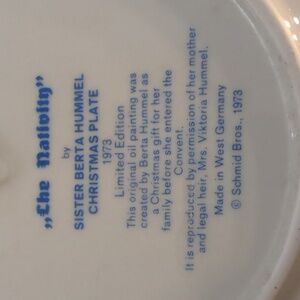 „The Nativity”
by
SISTER BERTA HUMMEL
CHRISTMAS PLATE
1973
Limited Edition
This original oil painting was
created by Berta Hummel as
a Christmas gift for her
family before she entered the
Convent.
It is reproduced by permission of her mother
and legal heir, Mrs. Viktoria Hummel.
Made in West Germany
© Schmid Bros., 1973